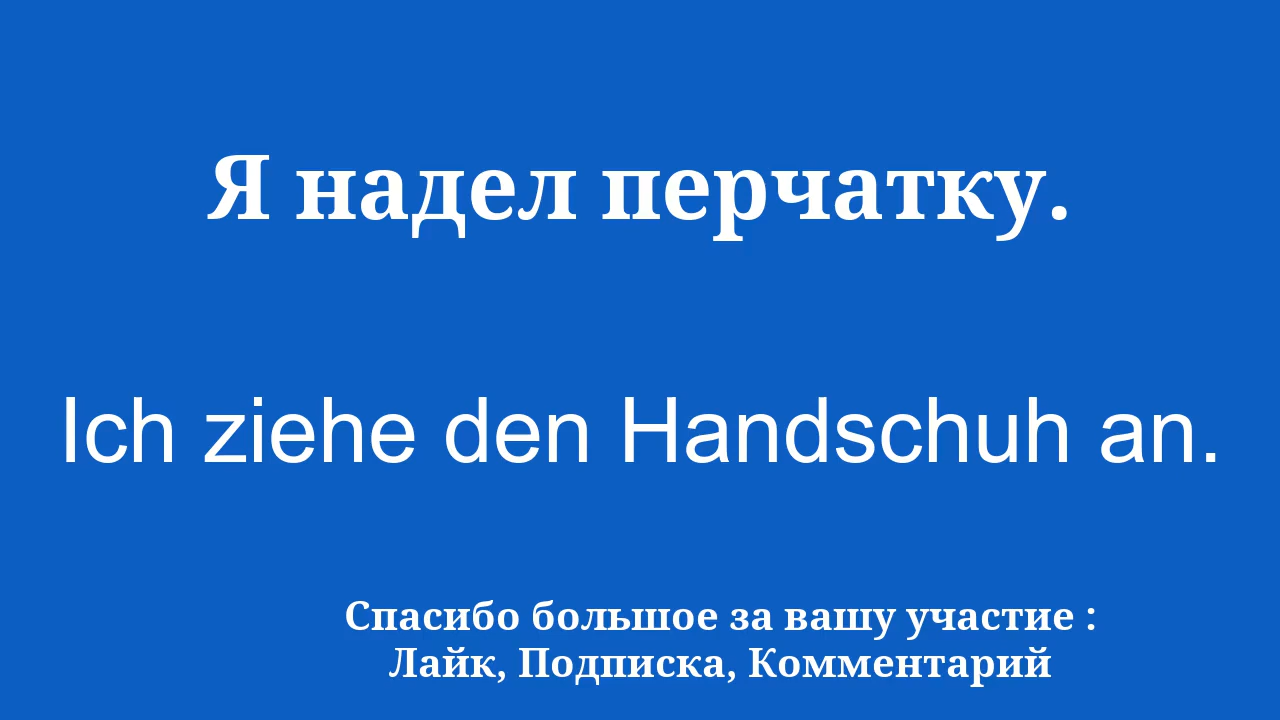 Я надел перчатку.
Ich ziehe den Handschuh an.
Спасибо большое за вашу участие :
Лайк, Подписка, Комментарий